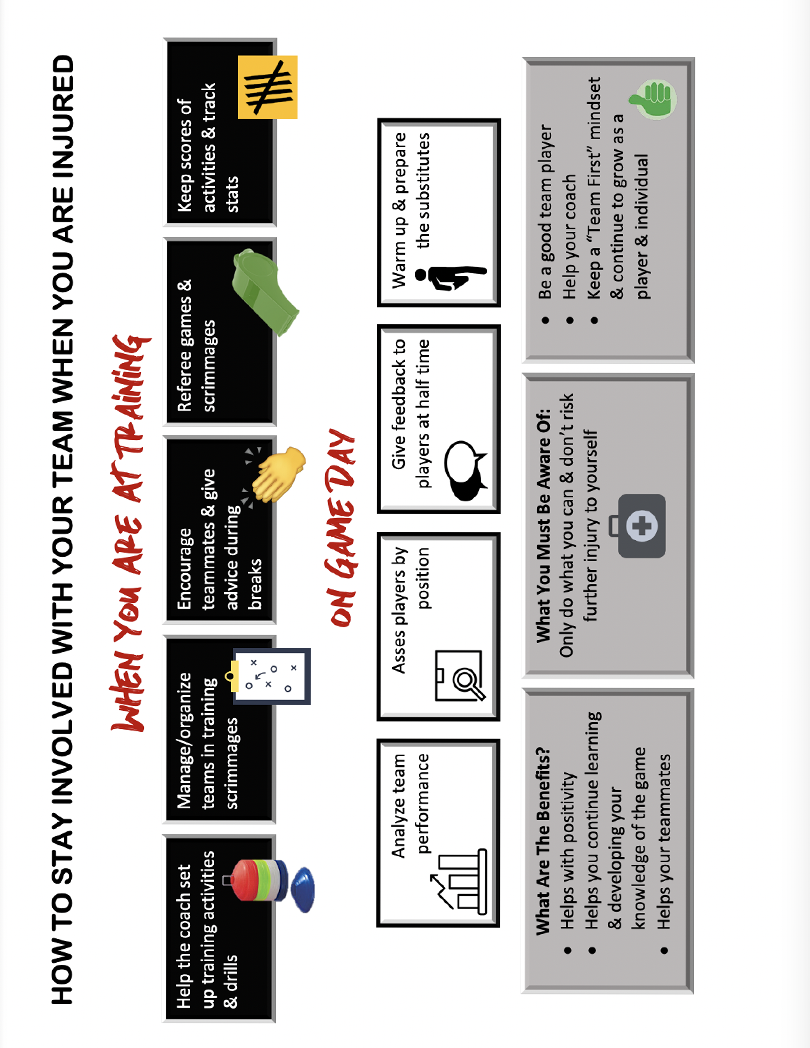 HOW TO STAY INVOLVED WITH YOUR TEAM WHEN YOU ARE INJURED
WHEN YOU ARE AT TRAINING
Help the coach set
up training activities
& drills
Manage/organize
teams in training
scrimmages
Encourage
teammates & give
advice during
breaks
Referee games &
scrimmages
Keep scores of
activities & track
stats
ON GAME DAY
Analyze team
performance
Asses players by
position
Give feedback to
players at half time
Warm up & prepare
the substitutes
What Are The Benefits?
• Helps with positivity
• Helps you continue learning
& developing your
knowledge of the game
• Helps your teammates
What You Must Be Aware Of:
Only do what you can & don't risk
further injury to yourself
• Be a good team player
• Help your coach
• Keep a "Team First" mindset
& continue to grow as a
player & individual